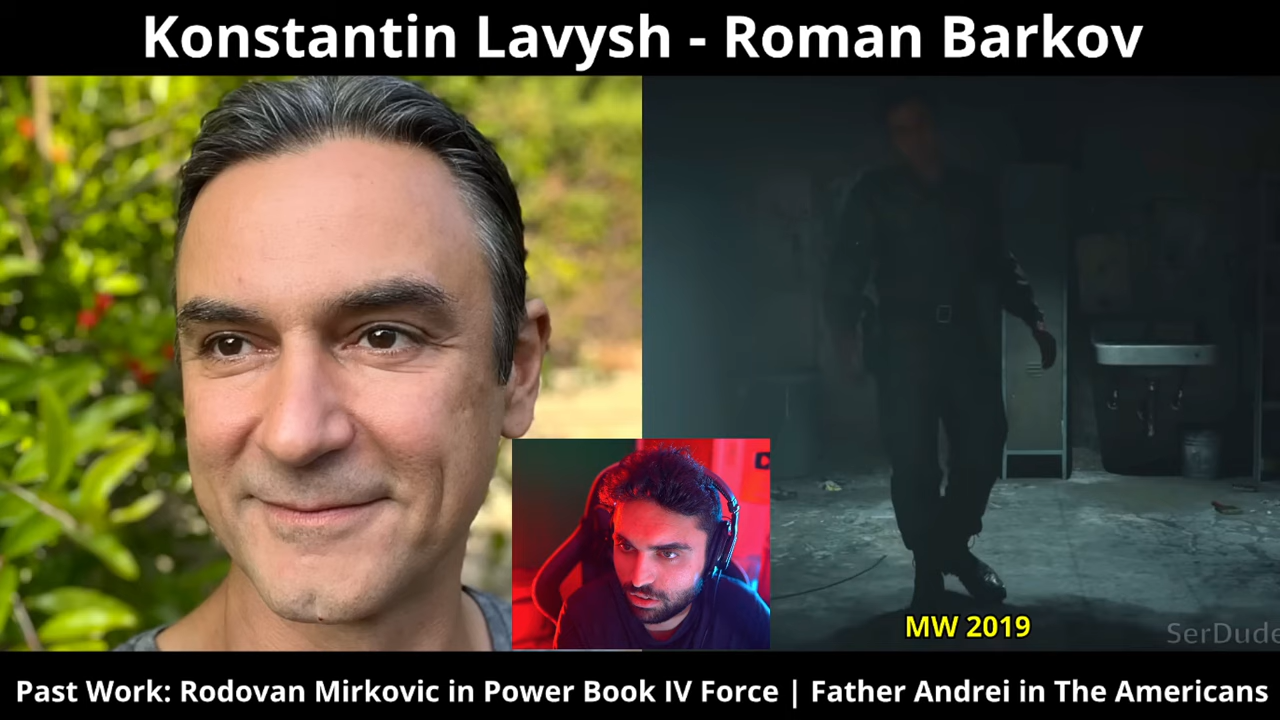 Konstantin Lavysh - Roman Barkov
MW 2019
SerDude
Past Work: Rodovan Mirkovic in Power Book IV Force | Father Andrei in The Americans